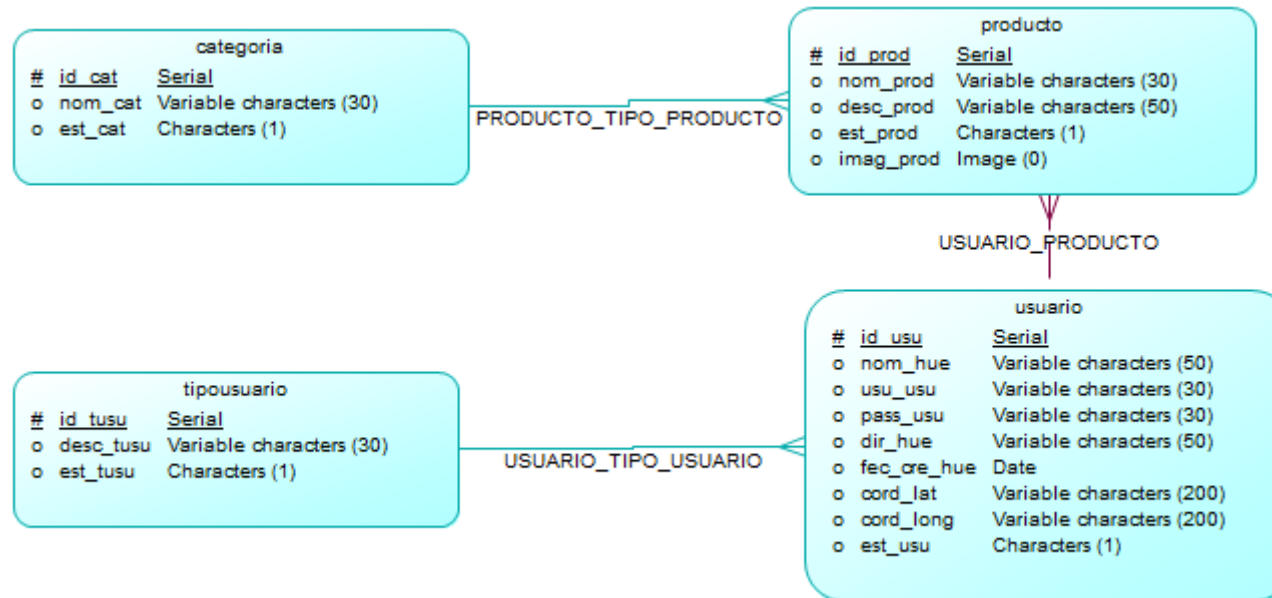 categoria
# id_cat Serial
o nom_cat Variable characters (30)
o est_cat Characters (1)
PRODUCTO_TIPO_PRODUCTO
producto
# id_prod Serial
o nom_prod Variable characters (30)
o desc_prod Variable characters (50)
o est_prod Characters (1)
o imag_prod Image (0)
USUARIO_PRODUCTO
tipousuario
# id_tusu Serial
o desc_tusu Variable characters (30)
o est_tusu Characters (1)
USUARIO_TIPO_USUARIO
usuario
# id_usu Serial
o nom_hue Variable characters (50)
o usu_usu Variable characters (30)
o pass_usu Variable characters (30)
o dir_hue Variable characters (50)
o fec_cre_hue Date
o cord_lat Variable characters (200)
o cord_long Variable characters (200)
o est_usu Characters (1)